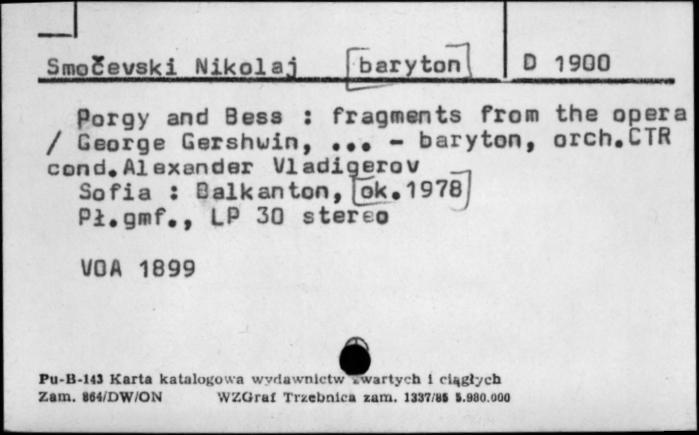 Smočevski Nikolaj baryton D 1900
Porgy and Bess : fragments from the opera
/ George Gershwin, ... - baryton, orch.CTR
cond.Alexander Vladigerov
Sofia : Balkanton, ok.1978
Pł.gmf., LP 30 stereo
VOA 1899
Pu-B-143 Karta katalogowa wydawnictw zwartych i ciągłych
Zam. 864/DW/ON WZGraf Trzebnica zam. 1337/86 5.980.000